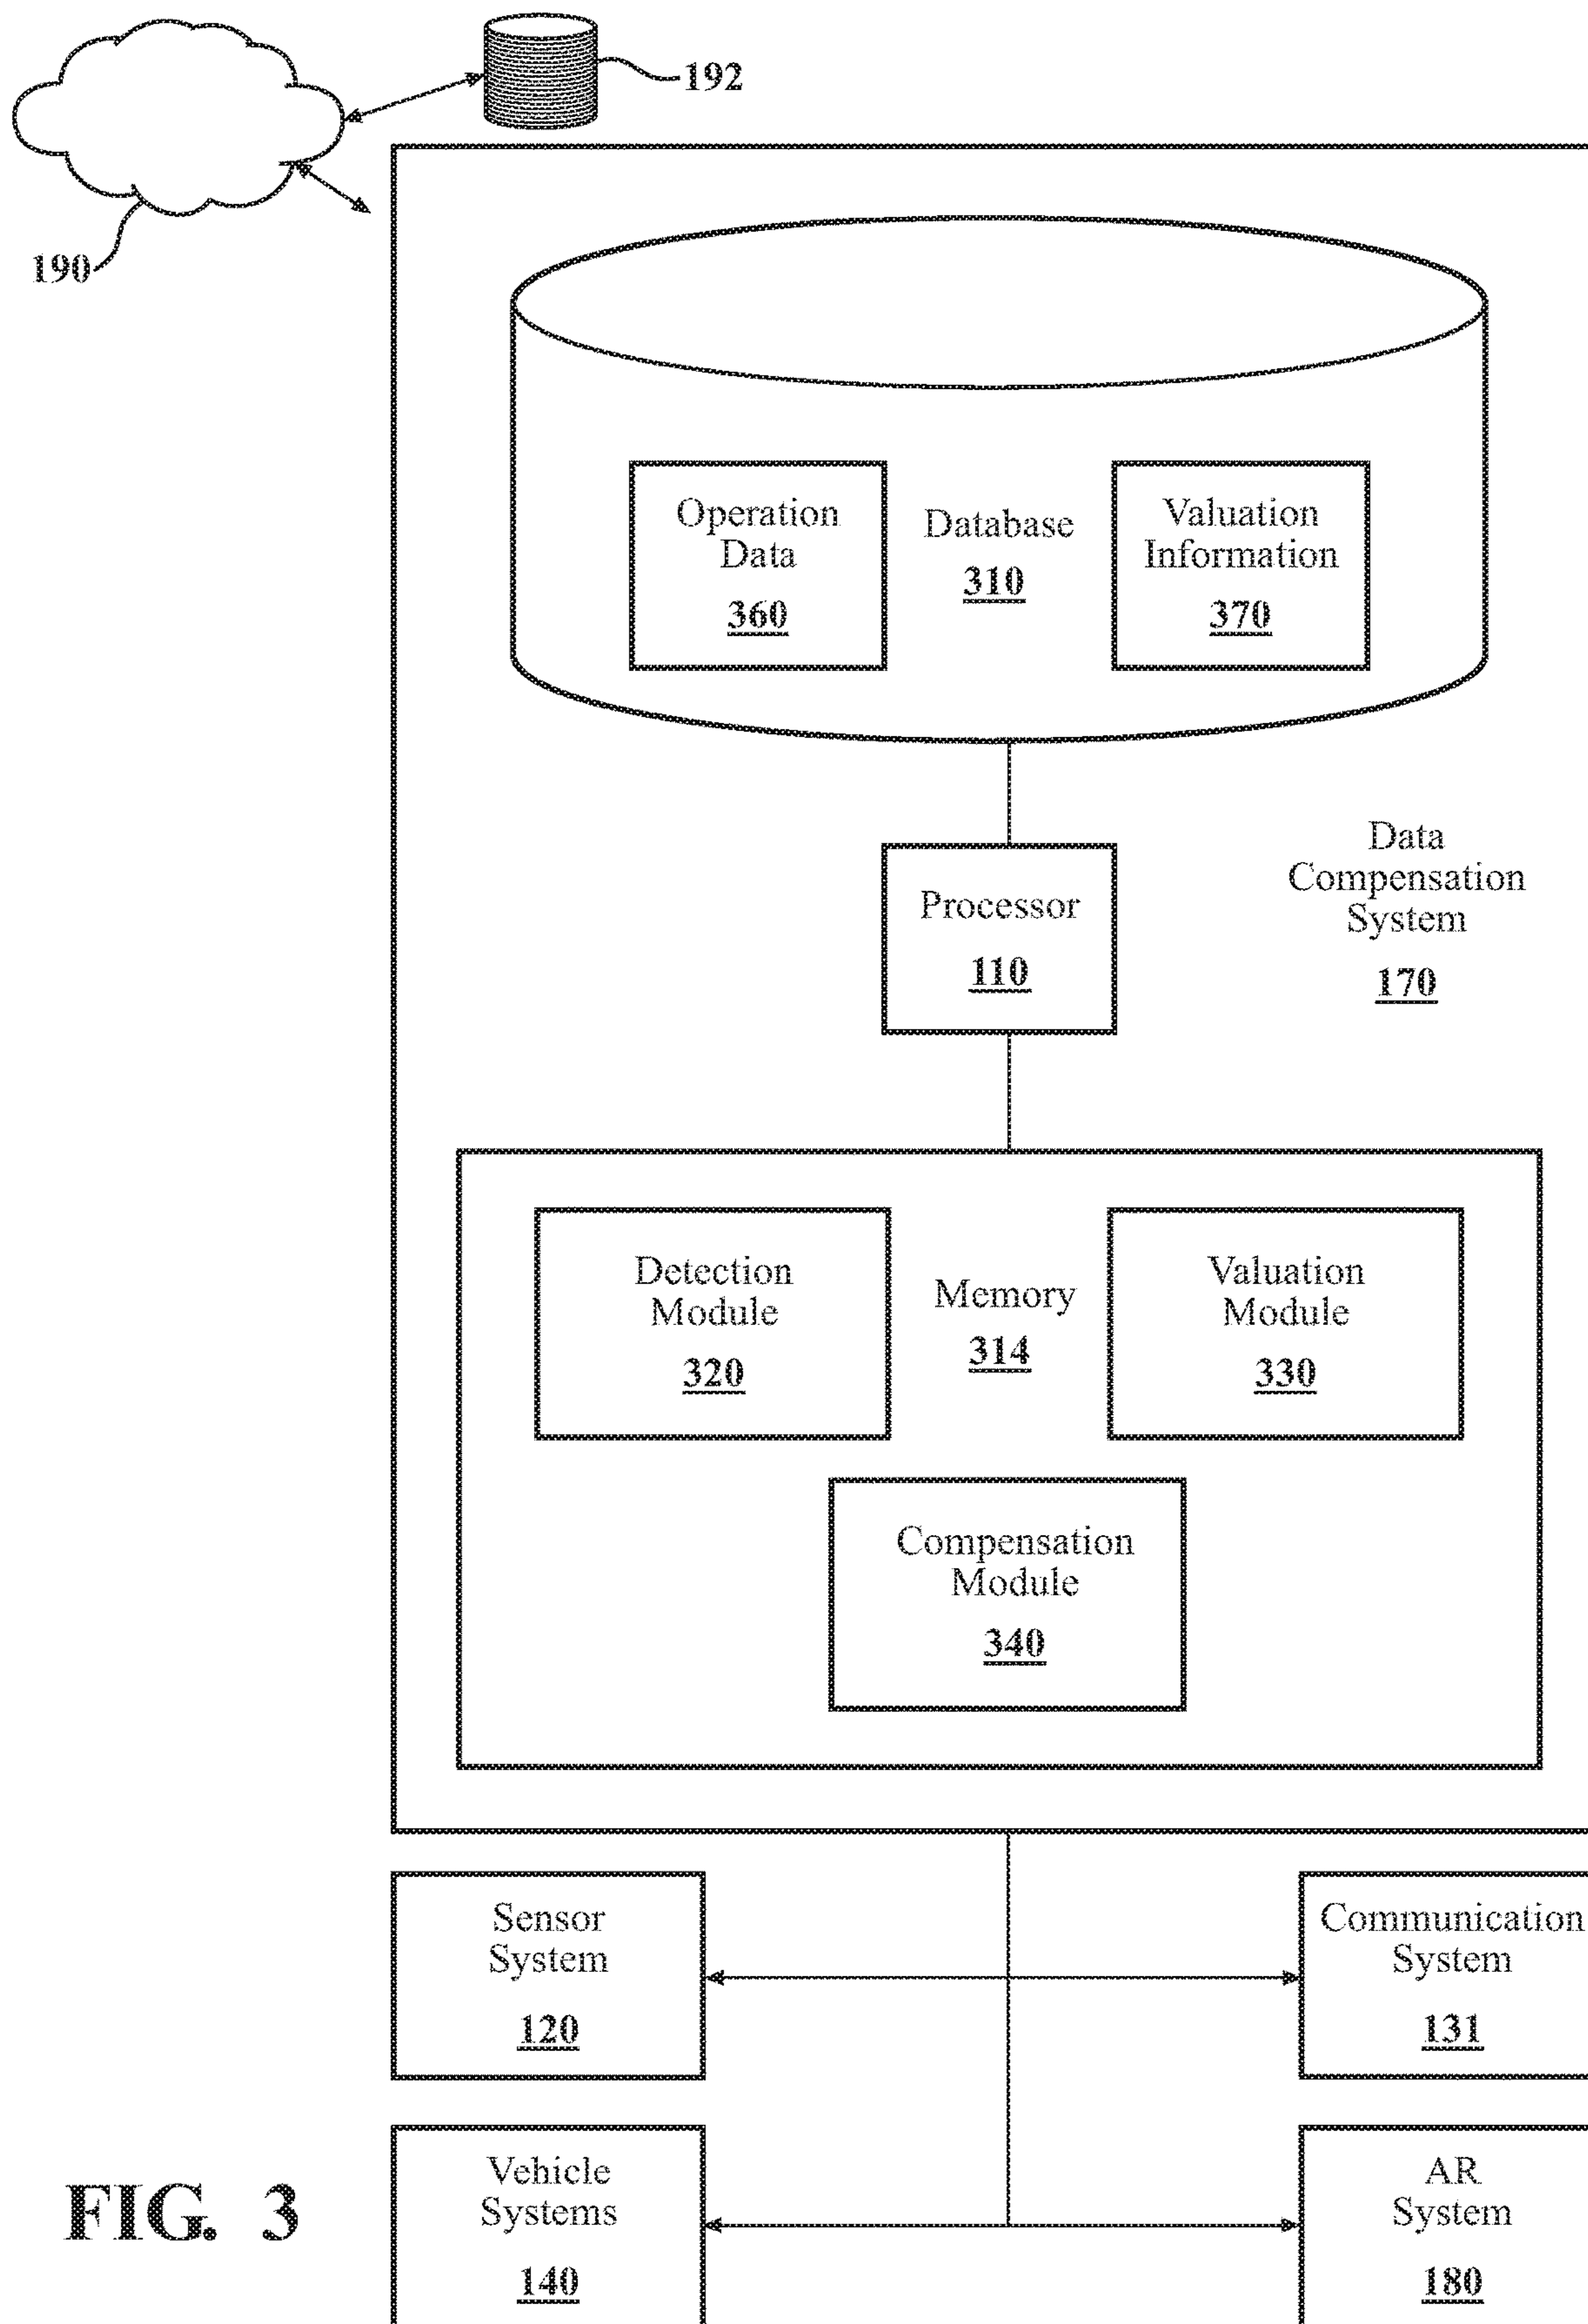 192
190
Operation
Data
360
Database
310
Valuation
Information
370
Processor
110
Data
Compensation
System
170
Detection
Module
320
Memory
314
Valuation
Module
330
Compensation
Module
340
Sensor
System
120
Communication
System
131
Vehicle
Systems
140
AR
System
180
FIG. 3